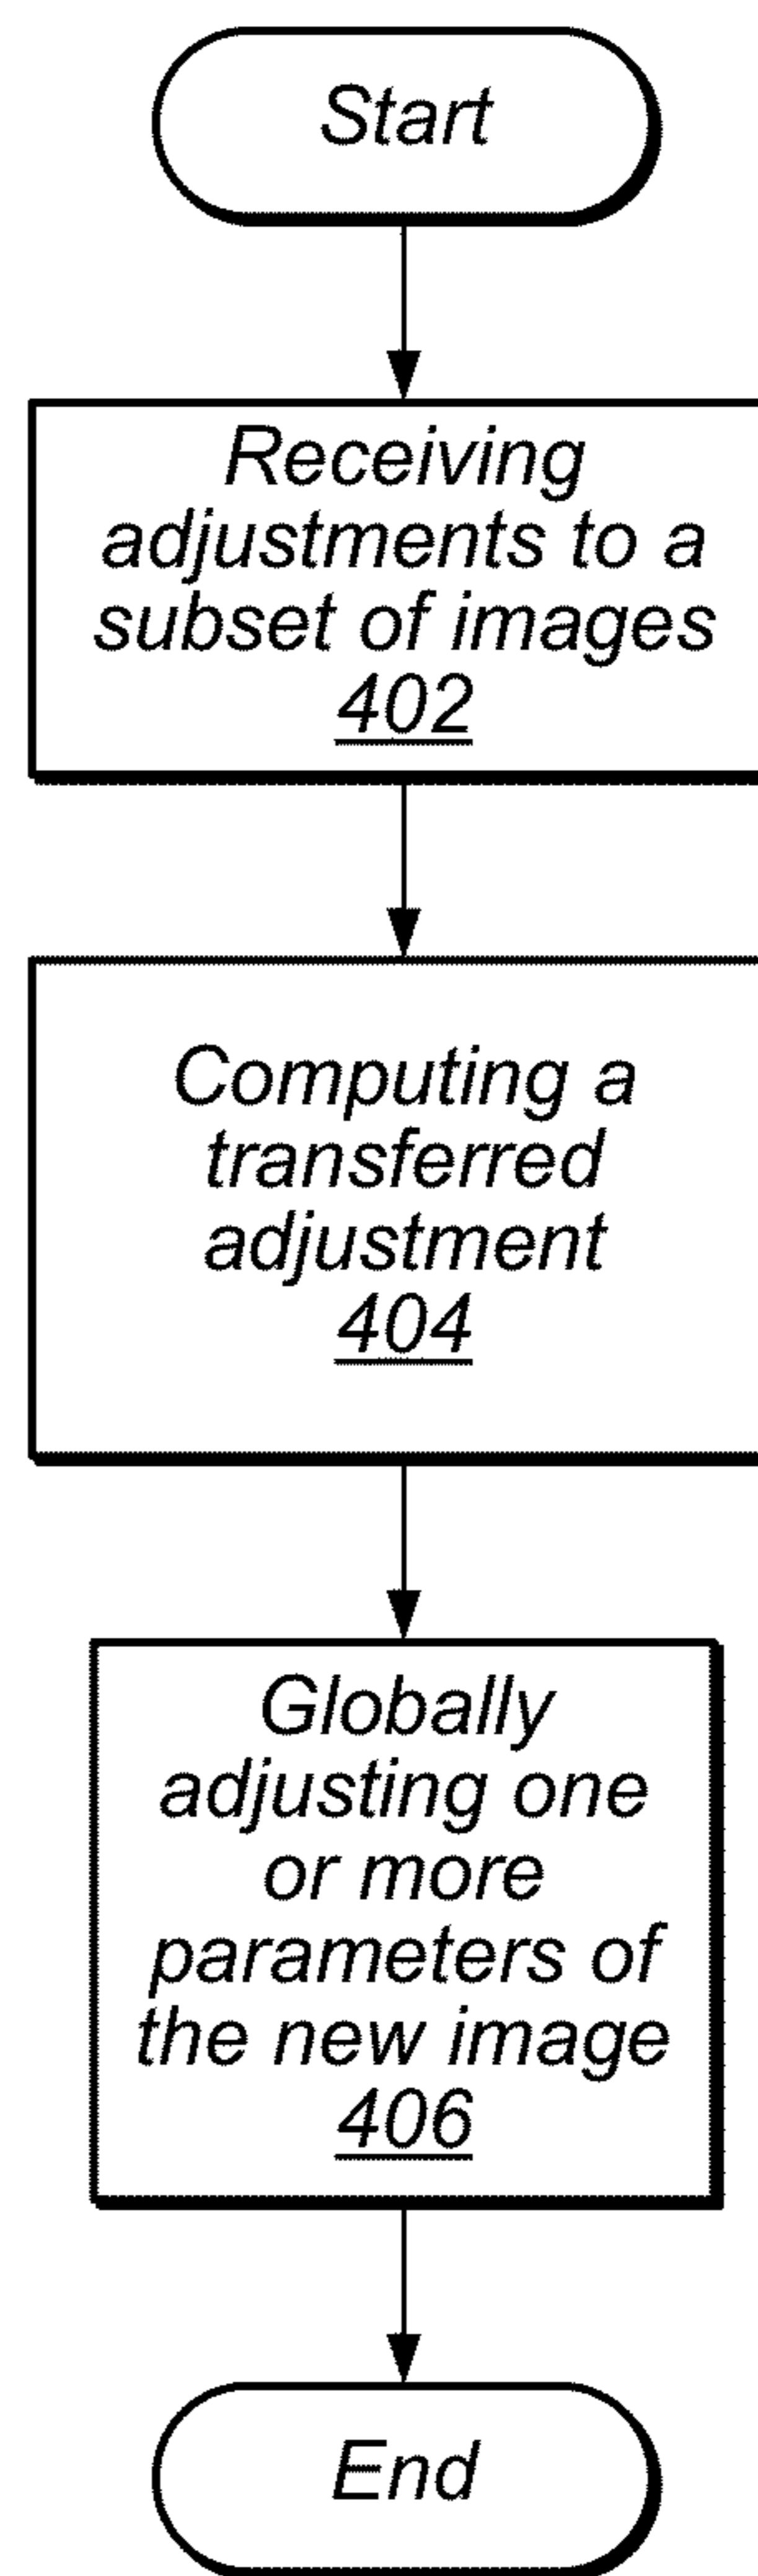 Start
Receiving
adjustments to a
subset of images
402
Computing a
transferred
adjustment
404
Globally
adjusting one
or more
parameters of
the new image
406
End